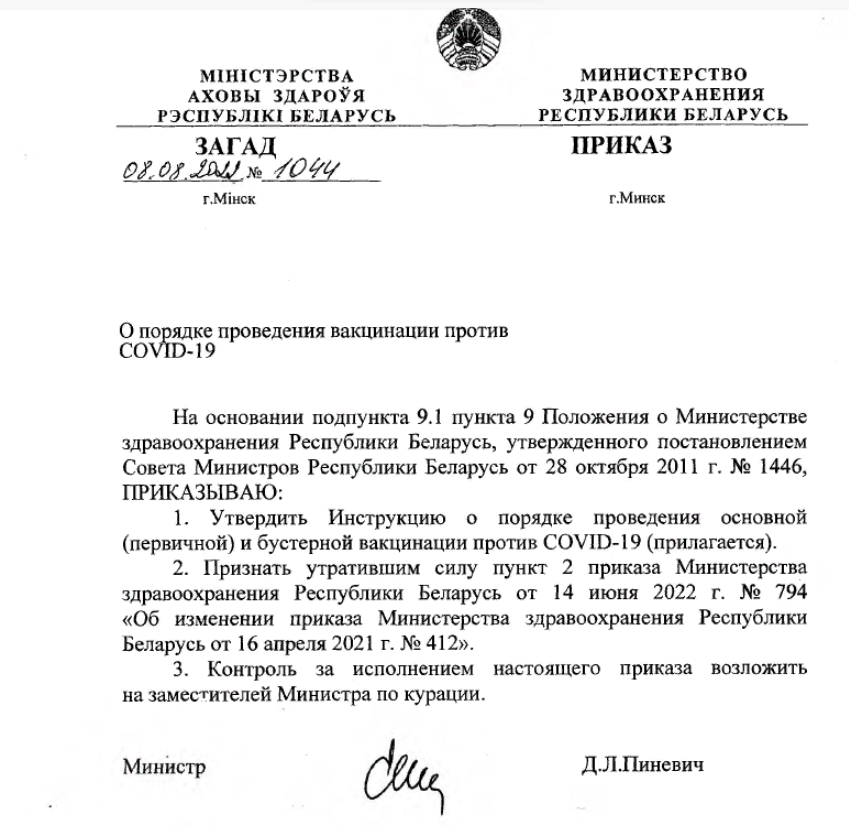 МІНІСТЭРСТВА
АХОВЫ ЗДАРОЎЯ
РЭСПУБЛІКІ БЕЛАРУСЬ
МИНИСТЕРСТВО
ЗДРАВООХРАНЕНИЯ
РЕСПУБЛИКИ БЕЛАРУСЬ
ЗАГАД
ПРИКАЗ
08.08.2022 № 1044
г.Мінск
г.Минск
О порядке проведения вакцинации против
COVID-19
На основании подпункта 9.1 пункта 9 Положения о Министерстве
здравоохранения Республики Беларусь, утвержденного постановлением
Совета Министров Республики Беларусь от 28 октября 2011 г. № 1446,
ПРИКАЗЫВАЮ:
1. Утвердить Инструкцию о порядке проведения основной
(первичной) и бустерной вакцинации против COVID-19 (прилагается).
2. Признать утратившим силу пункт 2 приказа Министерства
здравоохранения Республики Беларусь от 14 июня 2022 г. № 794
«Об изменении приказа Министерства здравоохранения Республики
Беларусь от 16 апреля 2021 г. № 412».
3. Контроль за исполнением настоящего приказа возложить
на заместителей Министра по курации.
Министр
Д.Л.Пиневич